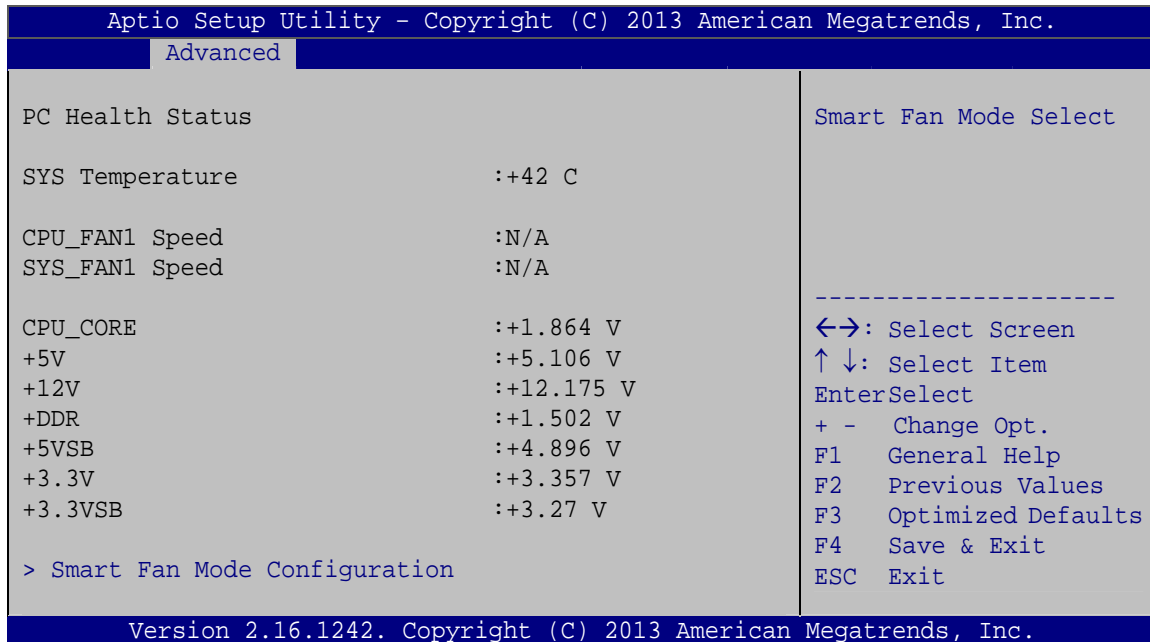 Aptio Setup Utility – Copyright (C) 2013 American Megatrends, Inc.
Advanced
PC Health Status
SYS Temperature :+42 C
CPU_FAN1 Speed :N/A
SYS_FAN1 Speed :N/A
CPU_CORE :+1.864 V
+5V :+5.106 V
+12V :+12.175 V
+DDR :+1.502 V
+5VSB :+4.896 V
+3.3V :+3.357 V
+3.3VSB :+3.27 V
> Smart Fan Mode Configuration
Smart Fan Mode Select
---------------------
←→: Select Screen
↑ ↓: Select Item
EnterSelect
+ - Change Opt.
F1 General Help
F2 Previous Values
F3 Optimized Defaults
F4 Save & Exit
ESC Exit
Version 2.16.1242. Copyright (C) 2013 American Megatrends, Inc.